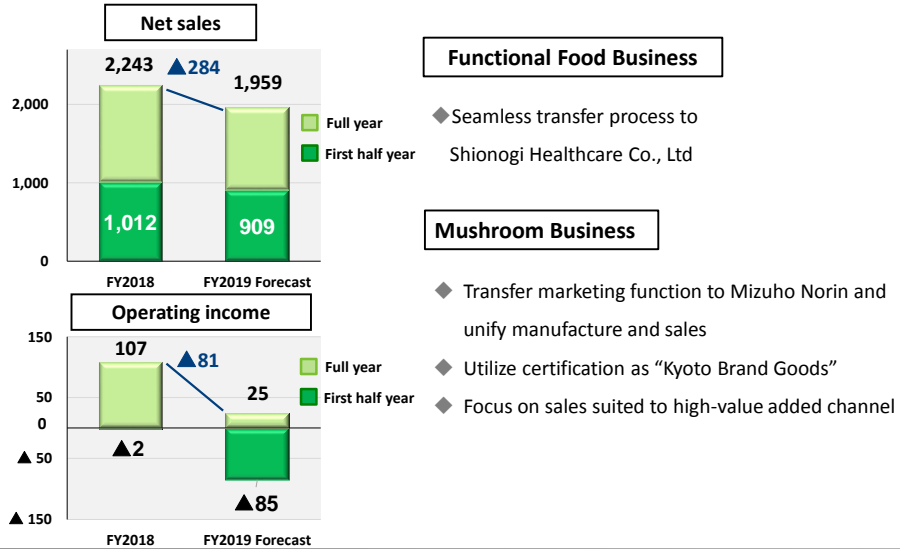 Net sales
2,243
▲284
1,959
2,000
1,000
0
1,012
909
Full year
First half year
FY2018
FY2019 Forecast
Operating income
150
107
▲81
50
25
0
▲2
▲ 50
▲85
▲ 150
Full year
First half year
FY2018
FY2019 Forecast
Functional Food Business
◆Seamless transfer process to
Shionogi Healthcare Co., Ltd
Mushroom Business
◆ Transfer marketing function to Mizuho Norin and
unify manufacture and sales
◆ Utilize certification as “Kyoto Brand Goods”
◆ Focus on sales suited to high-value added channel